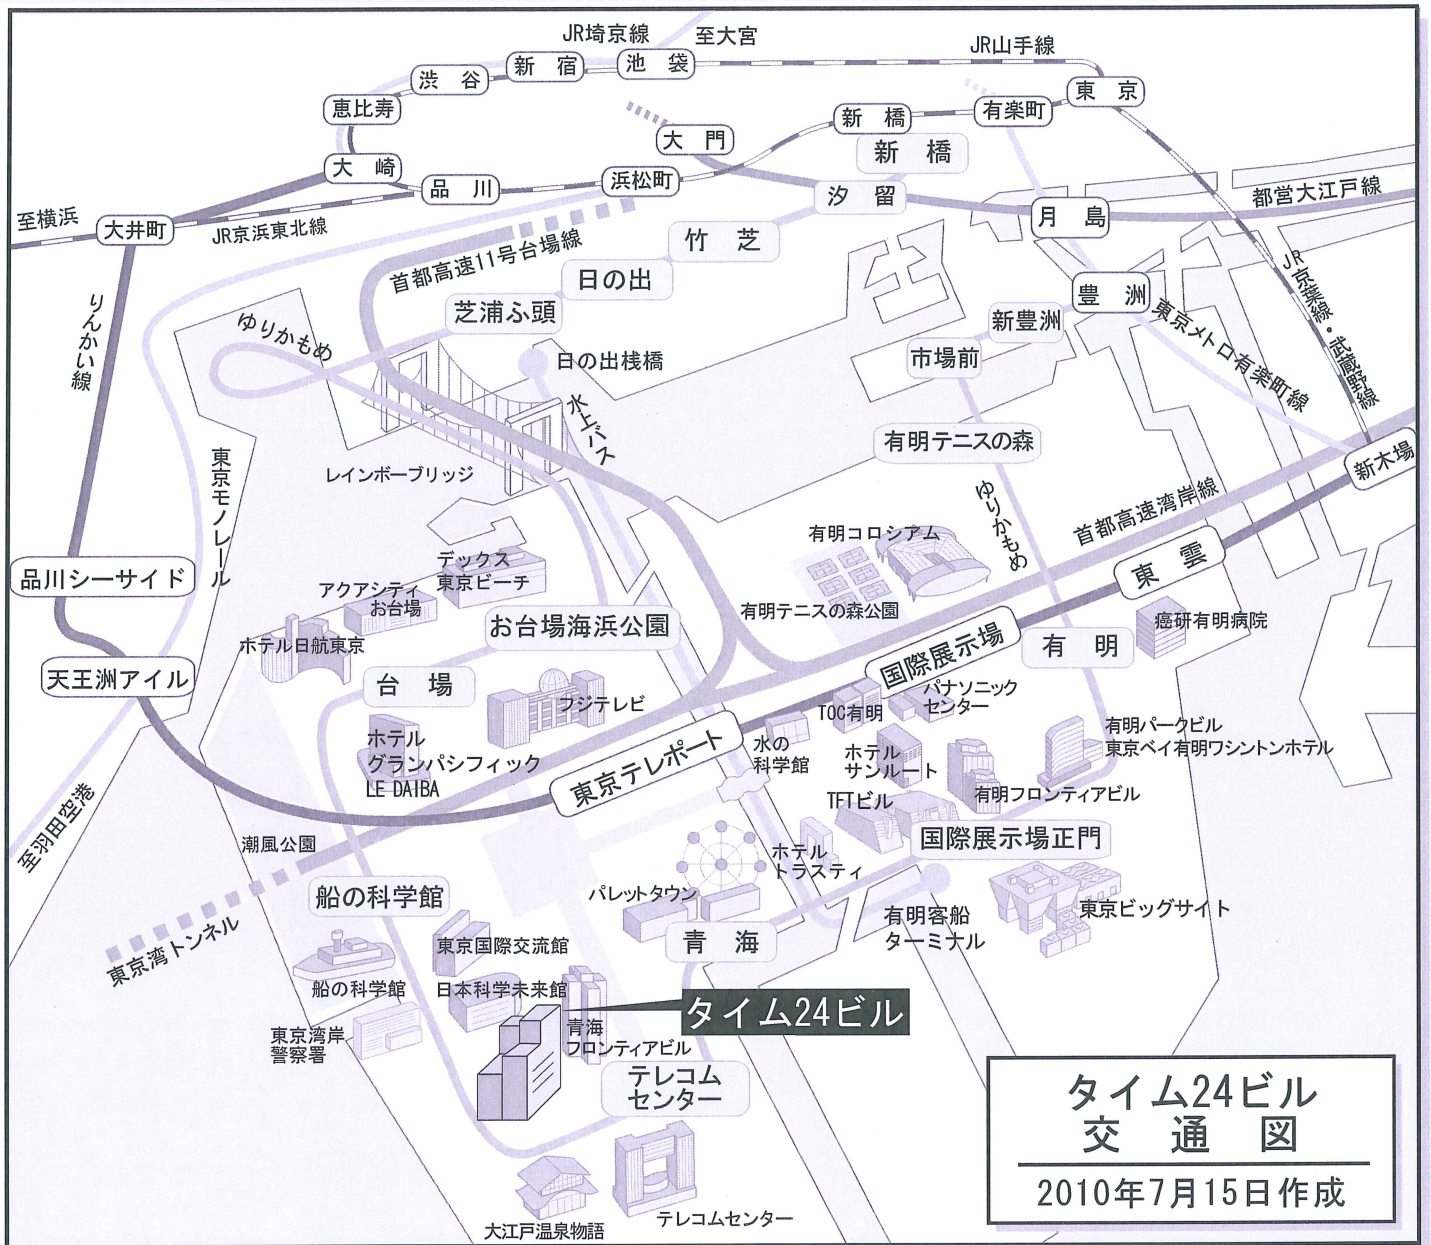 JR埼京線
至大宮
JR山手線
池袋
新宿
渋谷
恵比寿
東京
有楽町
新橋
新橋
大門
大崎
品川
浜松町
汐留
月島
都営大江戸線
至横浜
大井町
JR京浜東北線
首都高速11号台場線
竹芝
日の出
芝浦ふ頭
豊洲
新豊洲
市場前
JR京葉線・武蔵野線
東京メトロ有楽町線
りんかい線
ゆりかもめ
日の出桟橋
水上バス
有明テニスの森
新木場
レインボーブリッジ
東京モノレール
ゆりかもめ
首都高速湾岸線
有明コロシアム
デックス
東京ビーチ
アクアシティ
お台場
品川シーサイド
東雲
有明テニスの森公園
お台場海浜公園
癌研有明病院
有明
国際展示場
ホテル日航東京
天王洲アイル
台場
フジテレビ
パナソニック
センター
TOC有明
有明パークビル
東京ベイ有明ワシントンホテル
ホテル
グランパシフィック
LE DAIBA
東京テレポート
水の
科学館
ホテル
サンルート
有明フロンティアビル
TFTビル
至羽田空港
潮風公園
国際展示場正門
ホテル
トラスティ
船の科学館
パレットタウン
東京ビッグサイト
有明客船
ターミナル
青海
東京湾トンネル
東京国際交流館
船の科学館
日本科学未来館
タイム24ビル
東京湾岸
警察署
青海
フロンティアビル
テレコム
センター
大江戸温泉物語
テレコムセンター
タイム24ビル
交通図
2010年7月15日作成